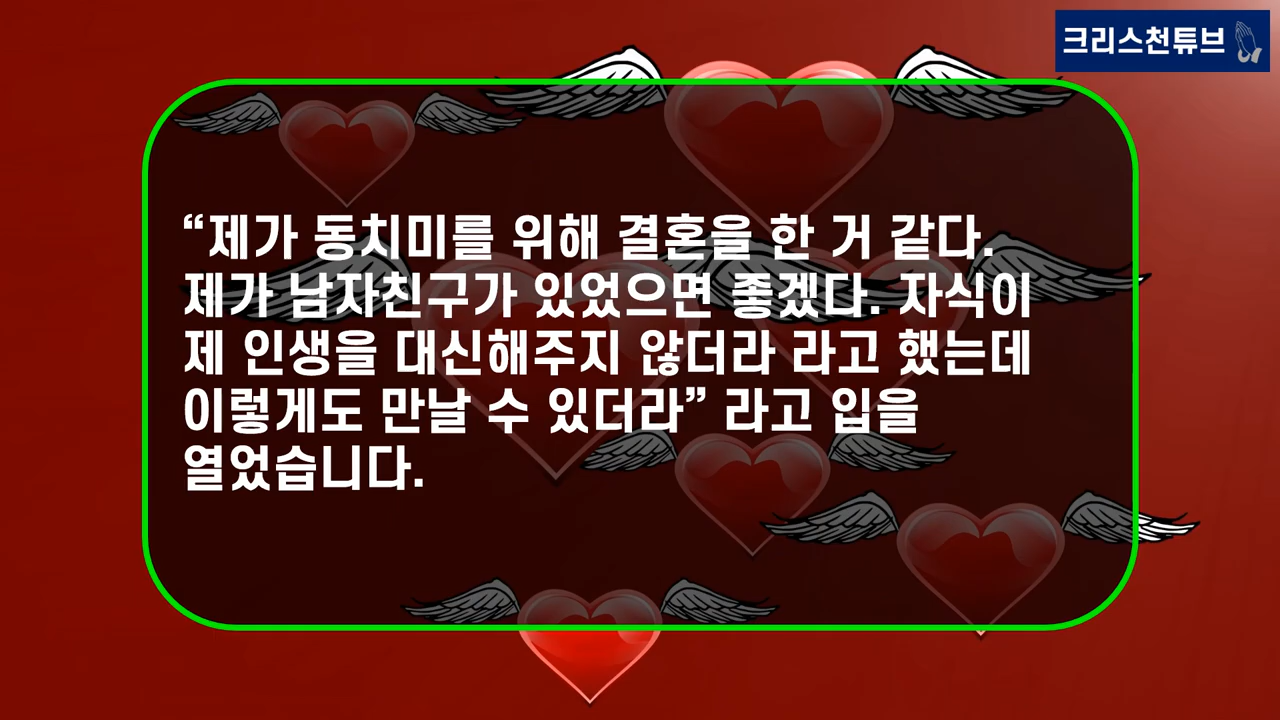 크리스천튜브
“제가 동치미를 위해 결혼을 한 거 같다.
제가 남자친구가 있었으면 좋겠다. 자식이
제 인생을 대신해주지 않더라 라고 했는데
이렇게도 만날 수 있더라” 라고 입을
열었습니다.